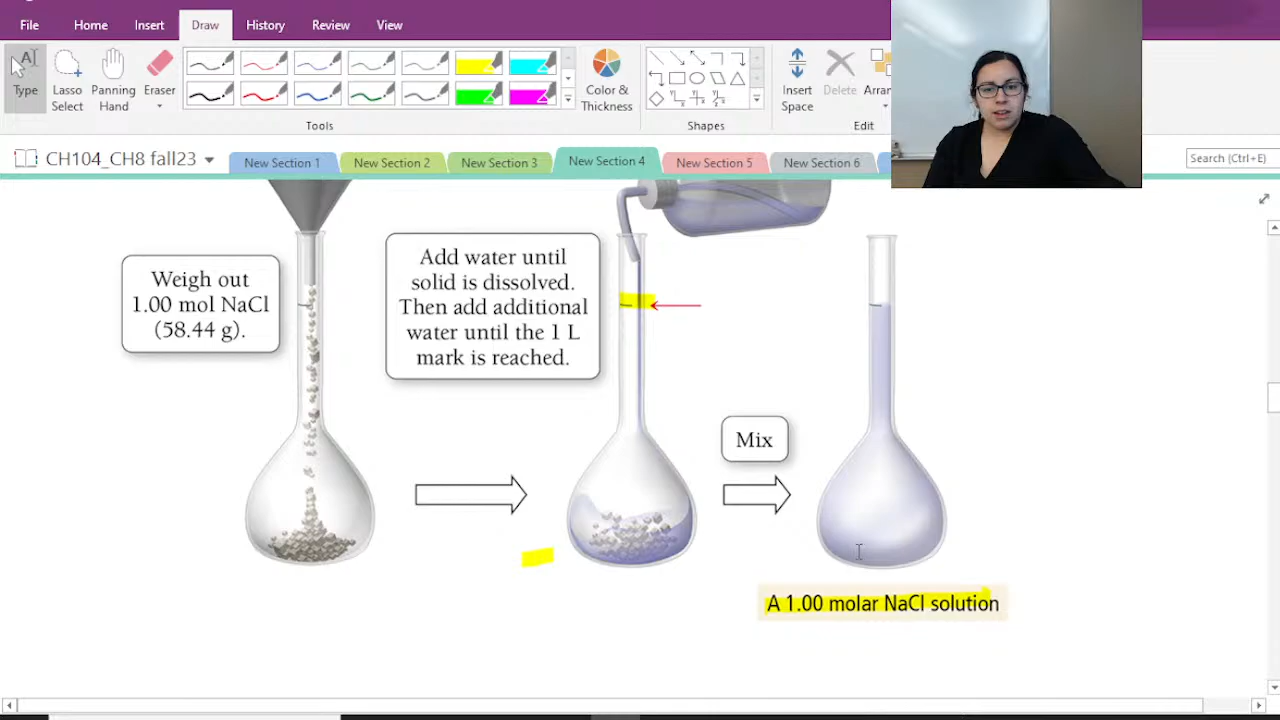 File Home Insert Draw History Review View
Type Lasso Select Panning Hand Eraser Color & Thickness Insert Space Delete
Tools Shapes Edit
CH104_CH8 fall23 New Section 1 New Section 2 New Section 3 New Section 4 New Section 5 New Section 6 Search (Ctrl+E)
Weigh out
1.00 mol NaCl
(58.44 g).
Add water until
solid is dissolved.
Then add additional
water until the 1 L
mark is reached.
Mix
A 1.00 molar NaCl solution